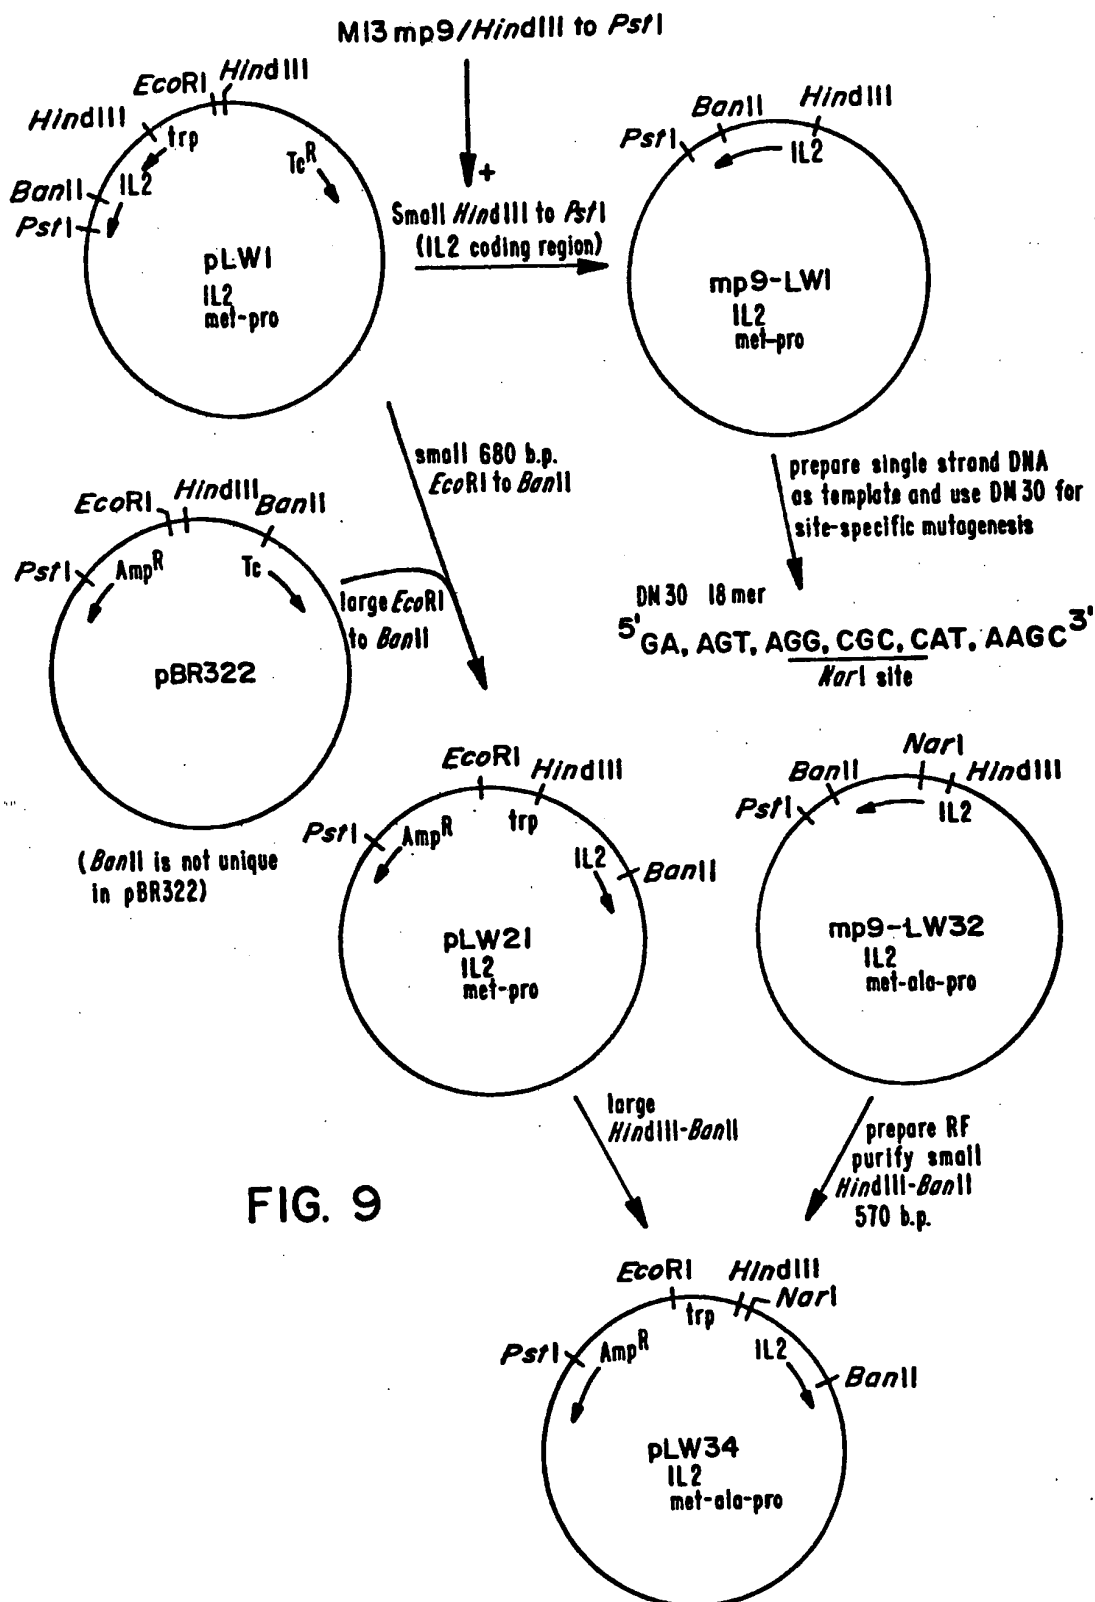 M13 mp9/HindIII to PstI
EcoRI
HindIII
HindIII
trp
TcR
BanII
IL2
PstI
pLW1
IL2
met-pro
+
Small HindIII to PstI
(IL2 coding region)
BanII
HindIII
PstI
IL2
mp9-LW1
IL2
met-pro
small 680 b.p.
EcoRI to BanII
prepare single strand DNA
as template and use DM30 for
site-specific mutagenesis
EcoRI
HindIII
BanII
PstI
AmpR
Tc
pBR322
large EcoRI
to BanII
(BanII is not unique
in pBR322)
DM30 18 mer
5' GA, AGT, AGG, CGC, CAT, AAGC 3'
NarI site
EcoRI
HindIII
PstI
AmpR
trp
IL2
BanII
pLW21
IL2
met-pro
NarI
BanII
HindIII
PstI
IL2
mp9-LW32
IL2
met-ala-pro
large
HindIII-BanII
prepare RF
purify small
HindIII-BanII
570 b.p.
FIG. 9
EcoRI
HindIII
NarI
trp
PstI
AmpR
IL2
BanII
pLW34
IL2
met-ala-pro